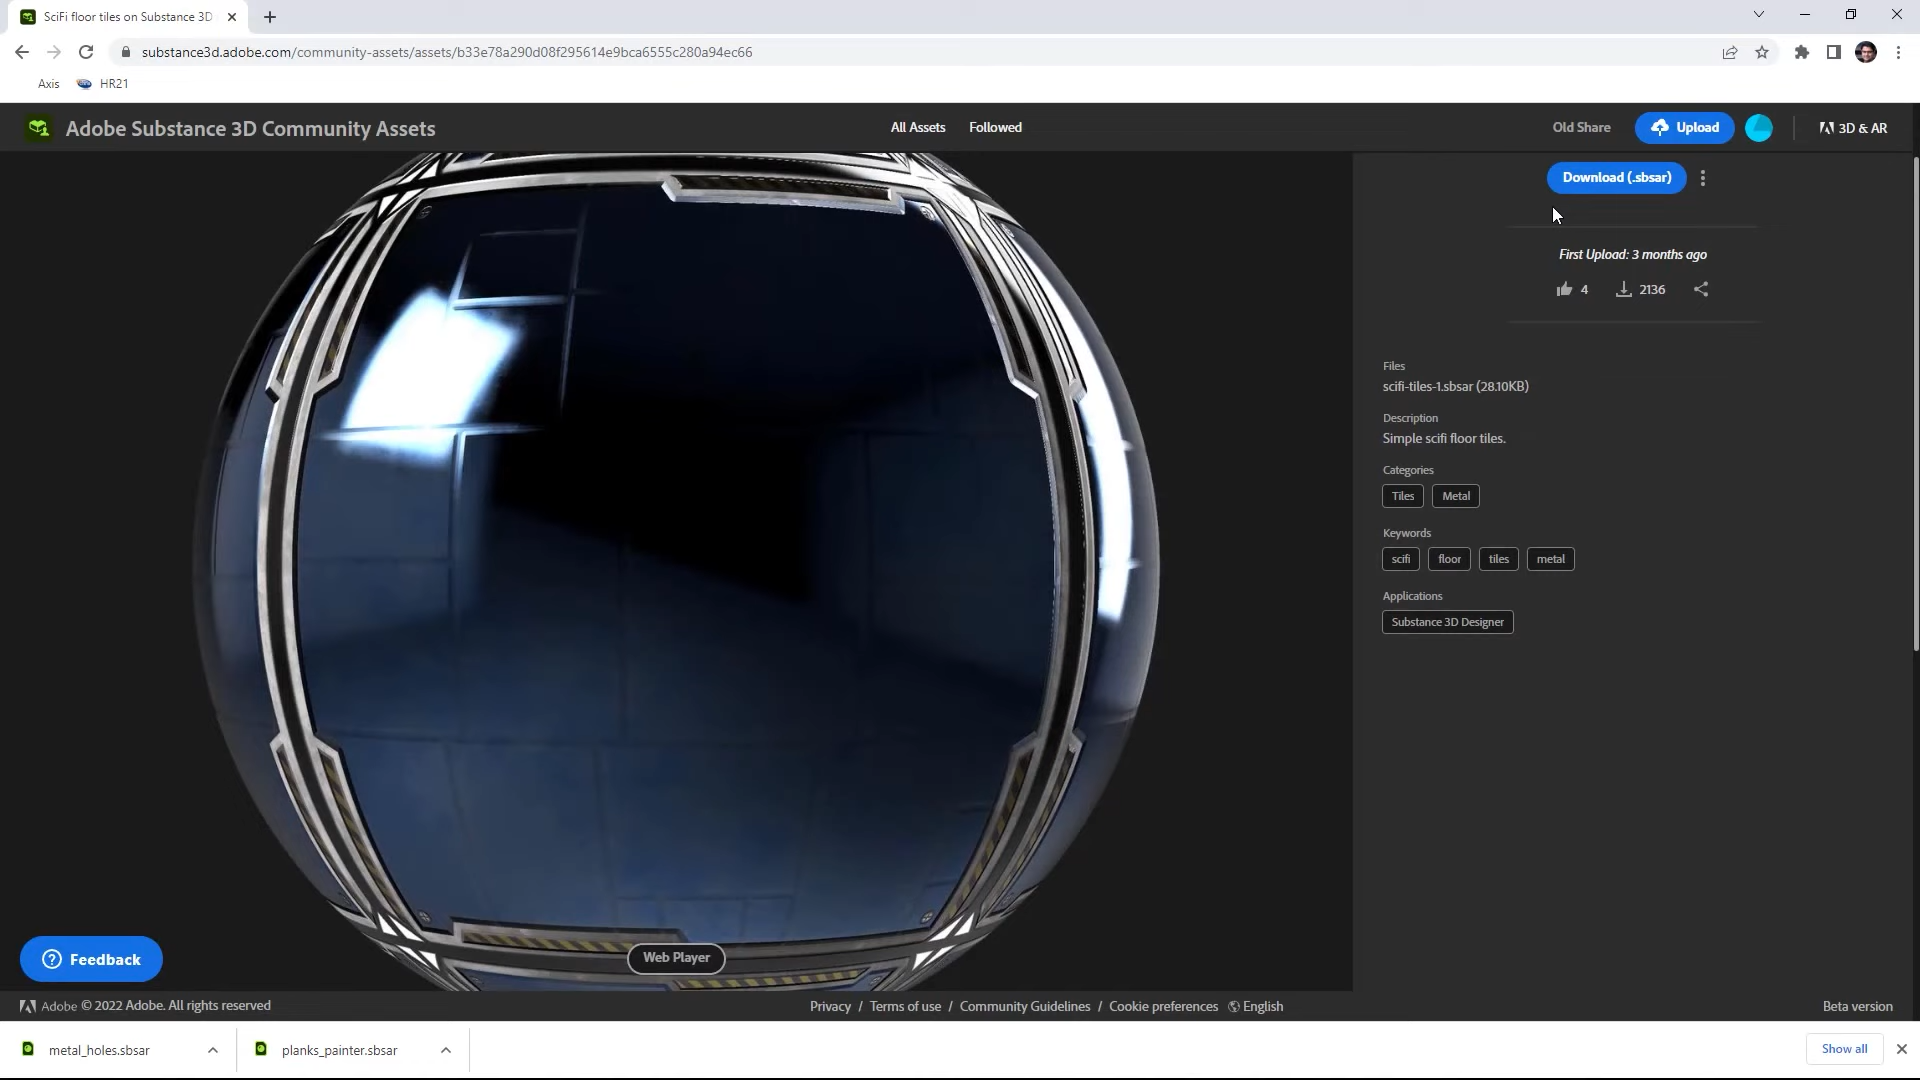 SciFi floor tiles on Substance 3D
substance3d.adobe.com/community-assets/assets/b33e78a290d08f295614e9bca6555c280a94ec66
Axis HR21
Adobe Substance 3D Community Assets
All Assets Followed
Old Share Upload 3D & AR
Download (.sbsar)
First Upload: 3 months ago
4 2136
Files
scifi-tiles-1.sbsar (28.10KB)
Description
Simple scifi floor tiles.
Categories
Tiles Metal
Keywords
scifi floor tiles metal
Applications
Substance 3D Designer
Feedback
Web Player
Adobe © 2022 Adobe. All rights reserved
Privacy / Terms of use / Community Guidelines / Cookie preferences English
Beta version
metal_holes.sbsar planks_painter.sbsar
Show all